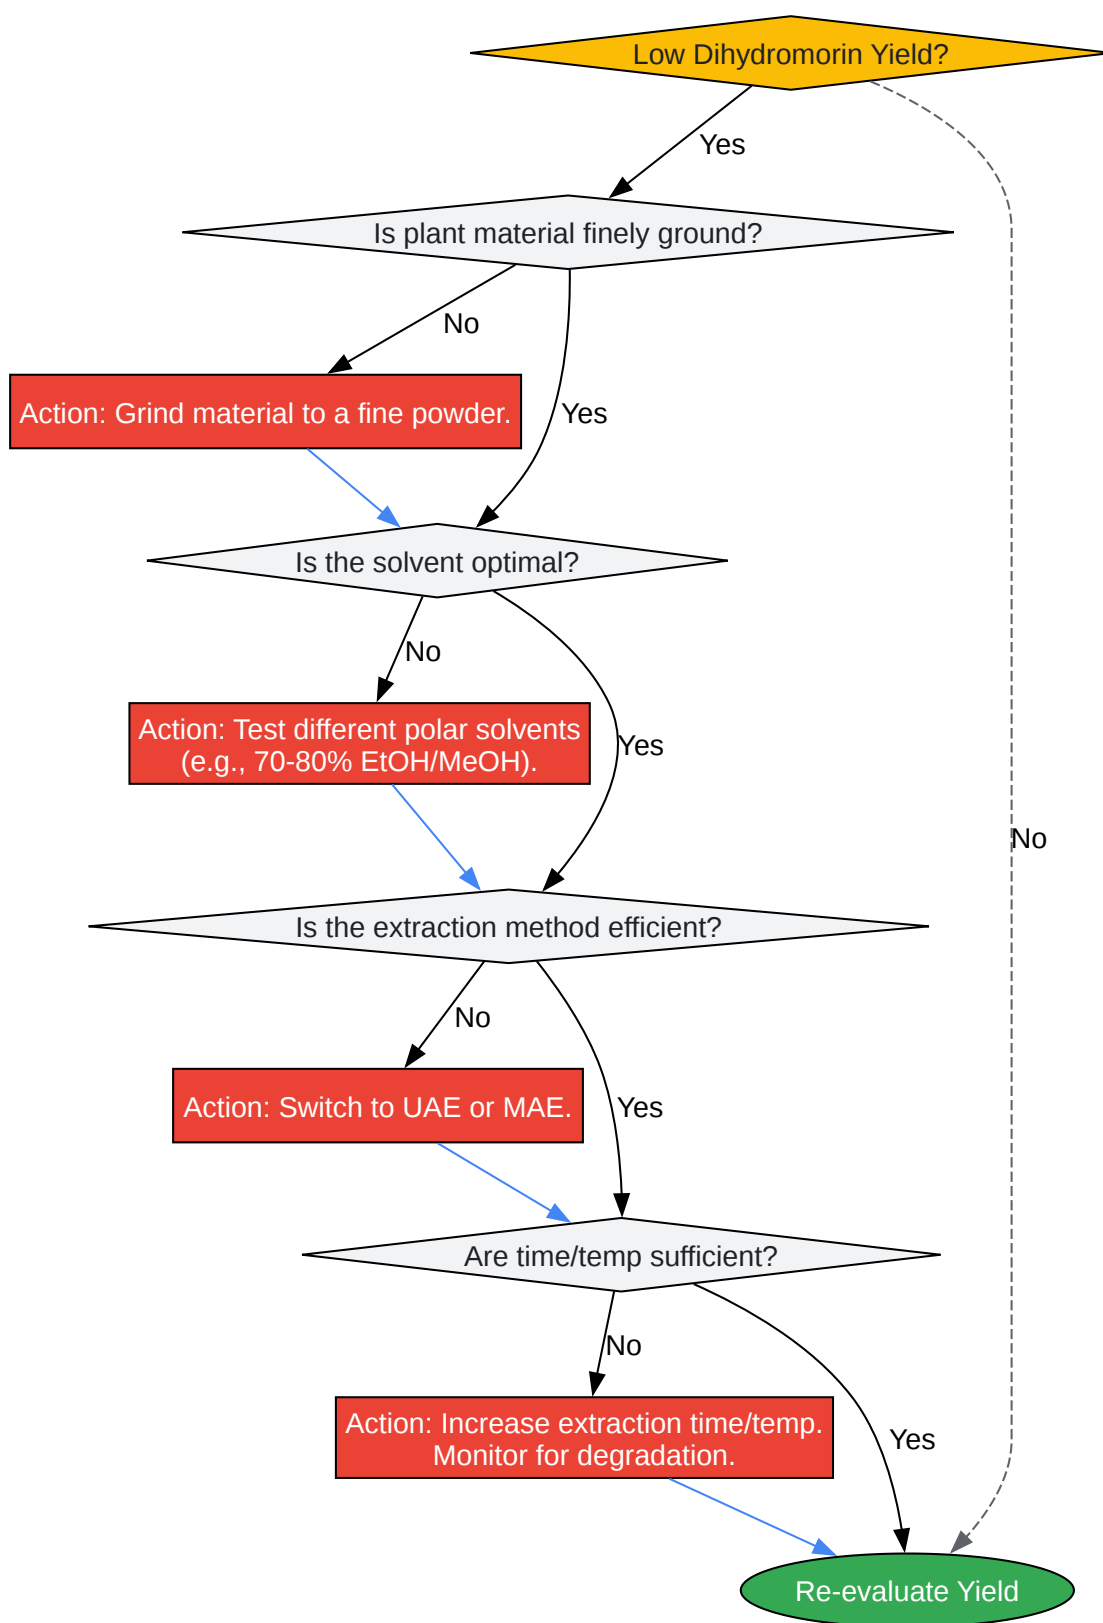 Low Dihydromorin Yield?
Yes
Is plant material finely ground?
No
Action: Grind material to a fine powder.
Yes
Is the solvent optimal?
No
Action: Test different polar solvents
(e.g., 70-80% EtOH/MeOH).
Yes
No
Is the extraction method efficient?
No
Action: Switch to UAE or MAE.
Yes
Are time/temp sufficient?
No
Action: Increase extraction time/temp.
Monitor for degradation.
Yes
Re-evaluate Yield